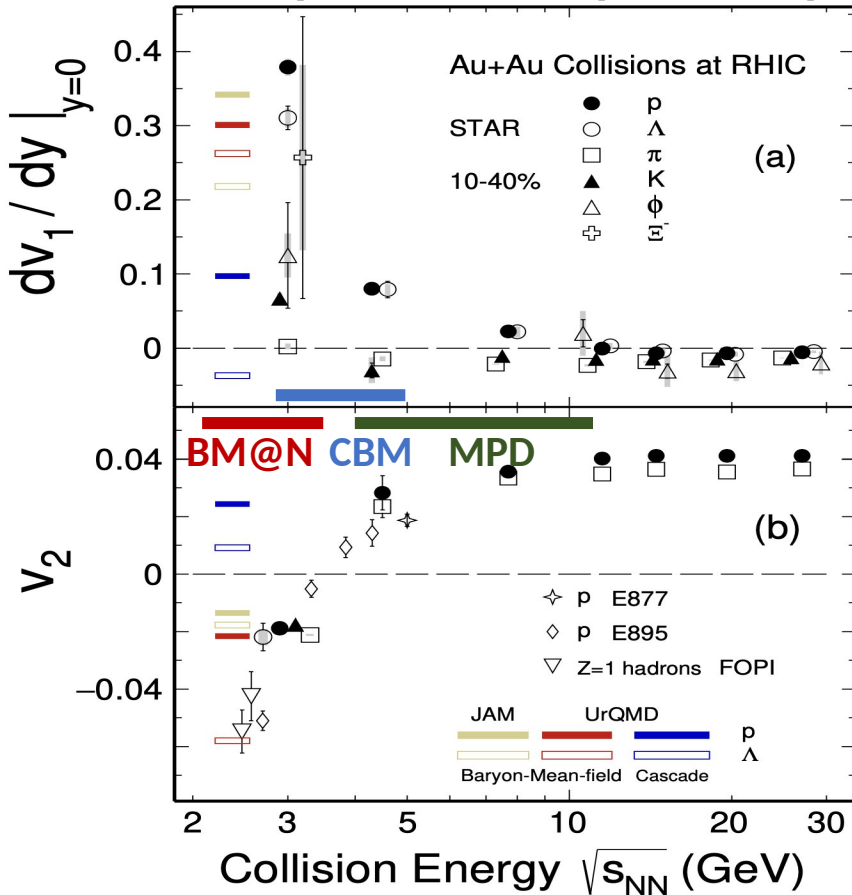 dv1 / dy |y=0
0.4
0.3
0.2
0.1
0
Au+Au Collisions at RHIC
STAR
10-40%
p
Λ
π
K
ϕ
Ξ-
(a)
BM@N CBM MPD
v2
0.04
0
−0.04
(b)
p E877
p E895
Z=1 hadrons FOPI
JAM UrQMD
p
Λ
Baryon-Mean-field Cascade
2 3 4 5 10 20 30
Collision Energy √sNN (GeV)